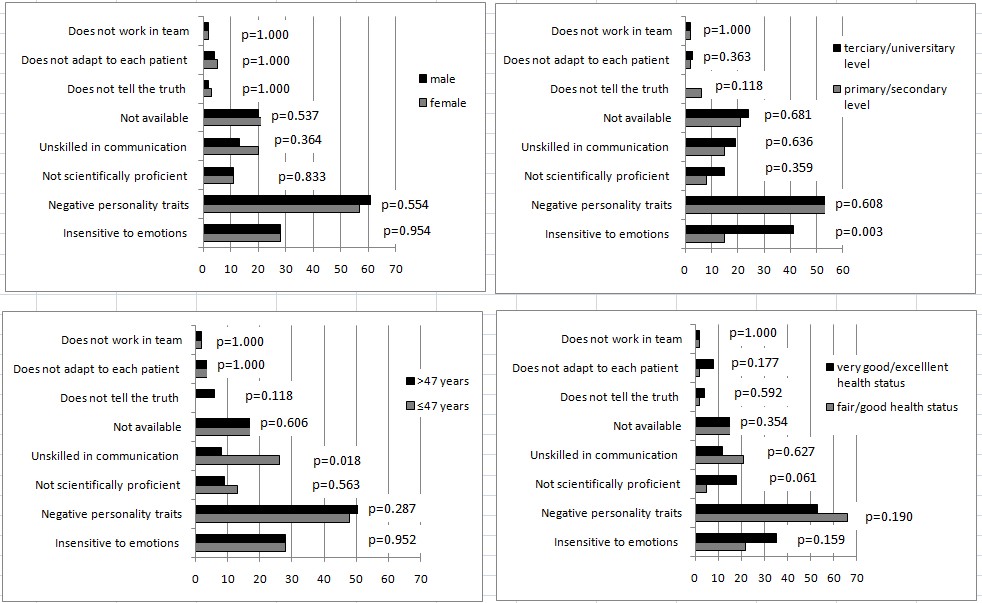 Does not work in team
p=1.000
Does not adapt to each patient
p=1.000
male
Does not tell the truth
p=1.000
female
Not available
p=0.537
Unskilled in communication
p=0.364
Not scientifically proficient
p=0.833
Negative personality traits
p=0.554
Insensitive to emotions
p=0.954
0 10 20 30 40 50 60 70
Does not work in team
p=1.000
terciary/universitary
level
Does not adapt to each patient
p=0.363
Does not tell the truth
p=0.118
primary/secondary
level
Not available
p=0.681
Unskilled in communication
p=0.636
Not scientifically proficient
p=0.359
Negative personality traits
p=0.608
Insensitive to emotions
p=0.003
0 10 20 30 40 50 60
Does not work in team
p=1.000
Does not adapt to each patient
p=1.000
>47 years
Does not tell the truth
p=0.118
≤47 years
Not available
p=0.606
Unskilled in communication
p=0.018
Not scientifically proficient
p=0.563
Negative personality traits
p=0.287
Insensitive to emotions
p=0.952
0 10 20 30 40 50 60 70
Does not work in team
p=1.000
Does not adapt to each patient
p=0.177
very good/excelllent
health status
Does not tell the truth
p=0.592
fair/good health status
Not available
p=0.354
Unskilled in communication
p=0.627
Not scientifically proficient
p=0.061
Negative personality traits
p=0.190
Insensitive to emotions
p=0.159
0 10 20 30 40 50 60 70